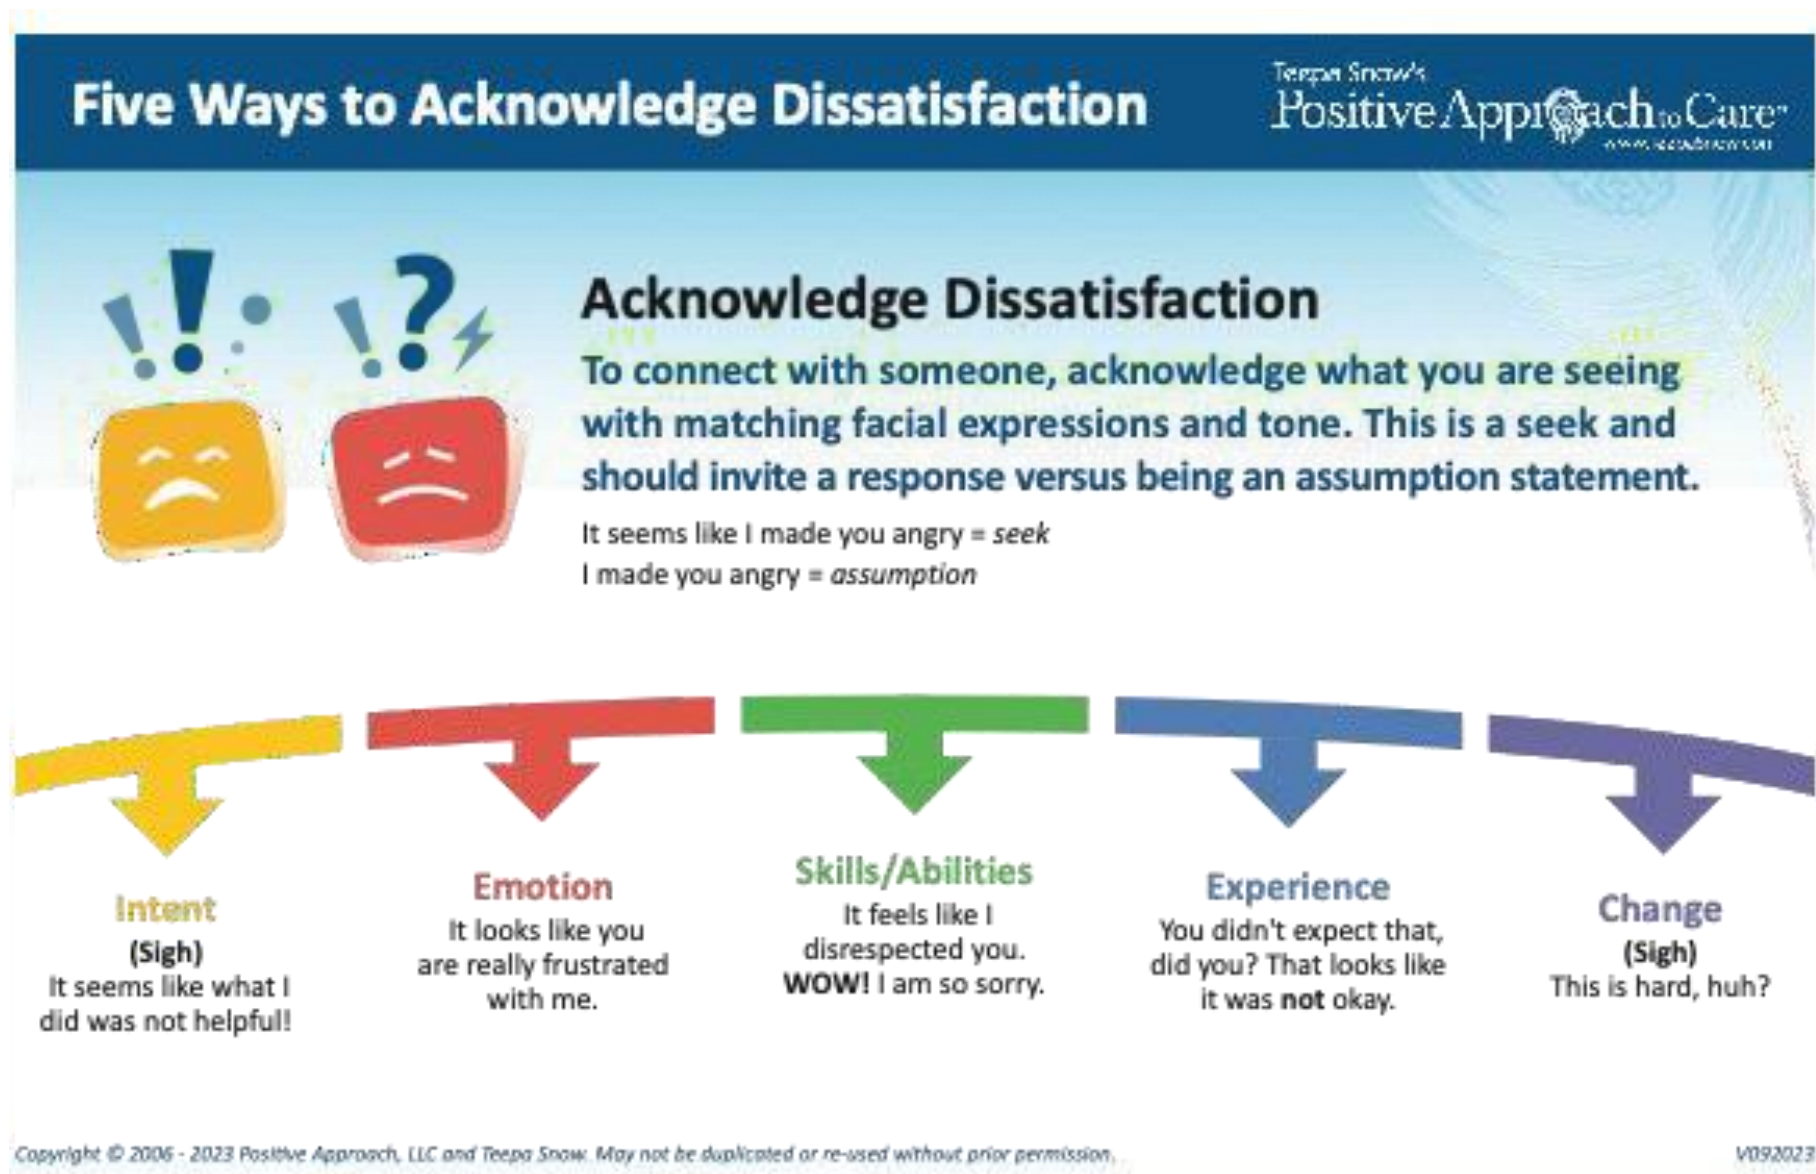 Five Ways to Acknowledge Dissatisfaction
Teepa Snow's
Positive Approach to Care™
www.teepasnow.com
Acknowledge Dissatisfaction
To connect with someone, acknowledge what you are seeing
with matching facial expressions and tone. This is a seek and
should invite a response versus being an assumption statement.
It seems like I made you angry = seek
I made you angry = assumption
Intent
(Sigh)
It seems like what I
did was not helpful!
Emotion
It looks like you
are really frustrated
with me.
Skills/Abilities
It feels like I
disrespected you.
WOW! I am so sorry.
Experience
You didn't expect that,
did you? That looks like
it was not okay.
Change
(Sigh)
This is hard, huh?
Copyright © 2006 - 2023 Positive Approach, LLC and Teepa Snow. May not be duplicated or re-used without prior permission.
V092023